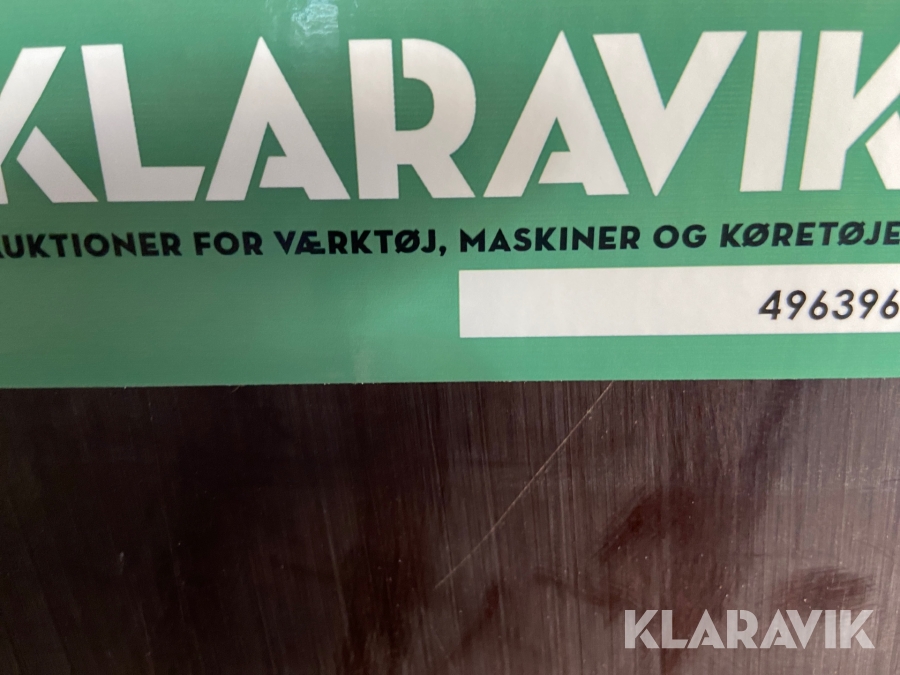 KLARAVIK
AUKTIONER FOR VÆRKTØJ, MASKINER OG KØRETØJE
496396
KLARAVIK